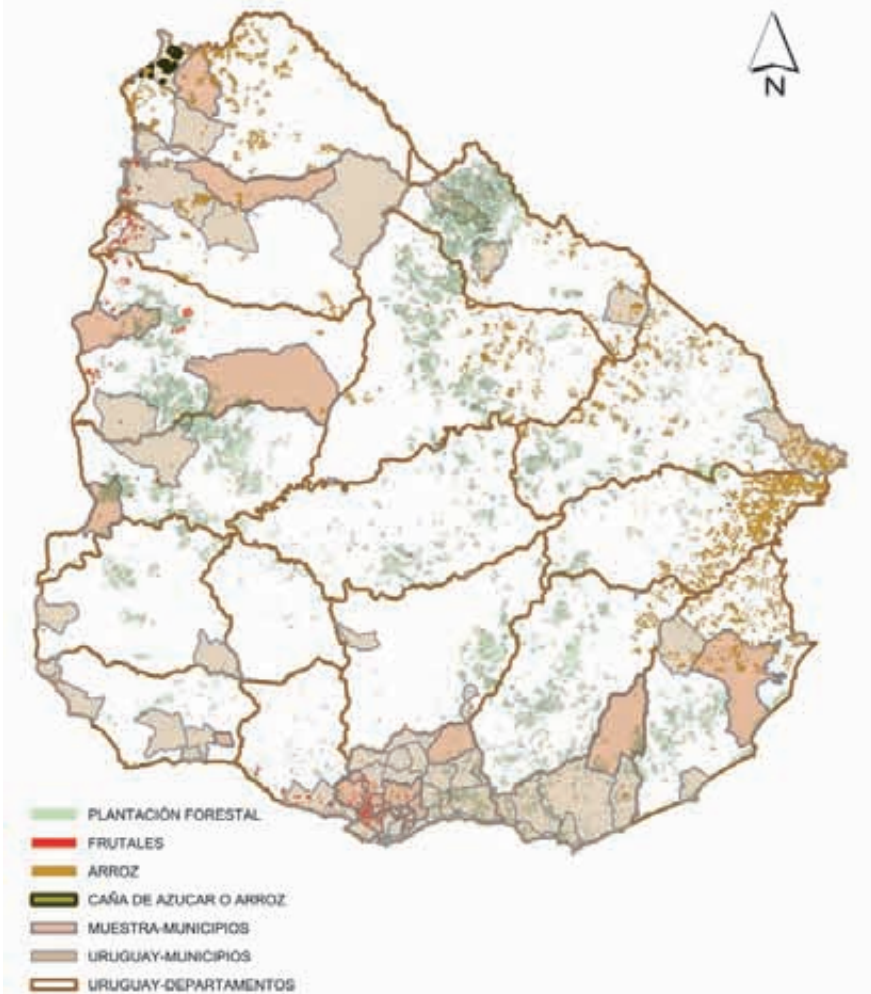 N
PLANTACIÓN FORESTAL
FRUTALES
ARROZ
CAÑA DE AZUCAR O ARROZ
MUESTRA-MUNICIPIOS
URUGUAY-MUNICIPIOS
URUGUAY-DEPARTAMENTOS